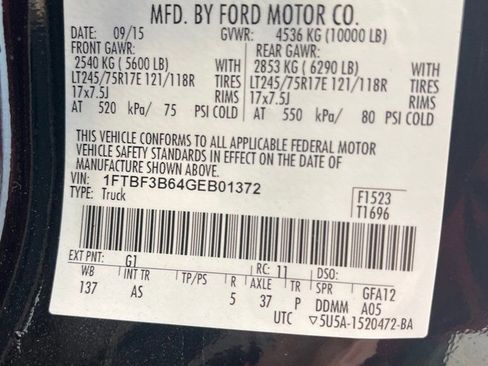 MFD. BY FORD MOTOR CO.
DATE: 09/15 GVWR: 4536 KG (10000 LB)
FRONT GAWR: REAR GAWR:
2540 KG ( 5600 LB) WITH 2853 KG ( 6290 LB) WITH
LT245/75R17E 121/118R TIRES LT245/75R17E 121/118R TIRES
17x7.5J RIMS 17x7.5J RIMS
AT 520 kPa/ 75 PSI COLD AT 550 kPa/ 80 PSI COLD
THIS VEHICLE CONFORMS TO ALL APPLICABLE FEDERAL MOTOR
VEHICLE SAFETY STANDARDS IN EFFECT ON THE DATE OF
MANUFACTURE SHOWN ABOVE.
VIN: 1FTBF3B64GEB01372
TYPE: Truck
F1523
T1696
EXT PNT: G1 RC: 11 DSO:
WB INT TR TP/PS R AXLE TR SPR GFA12
137 AS 5 37 P DDMM A05
UTC ▽5U5A-1520472-BA